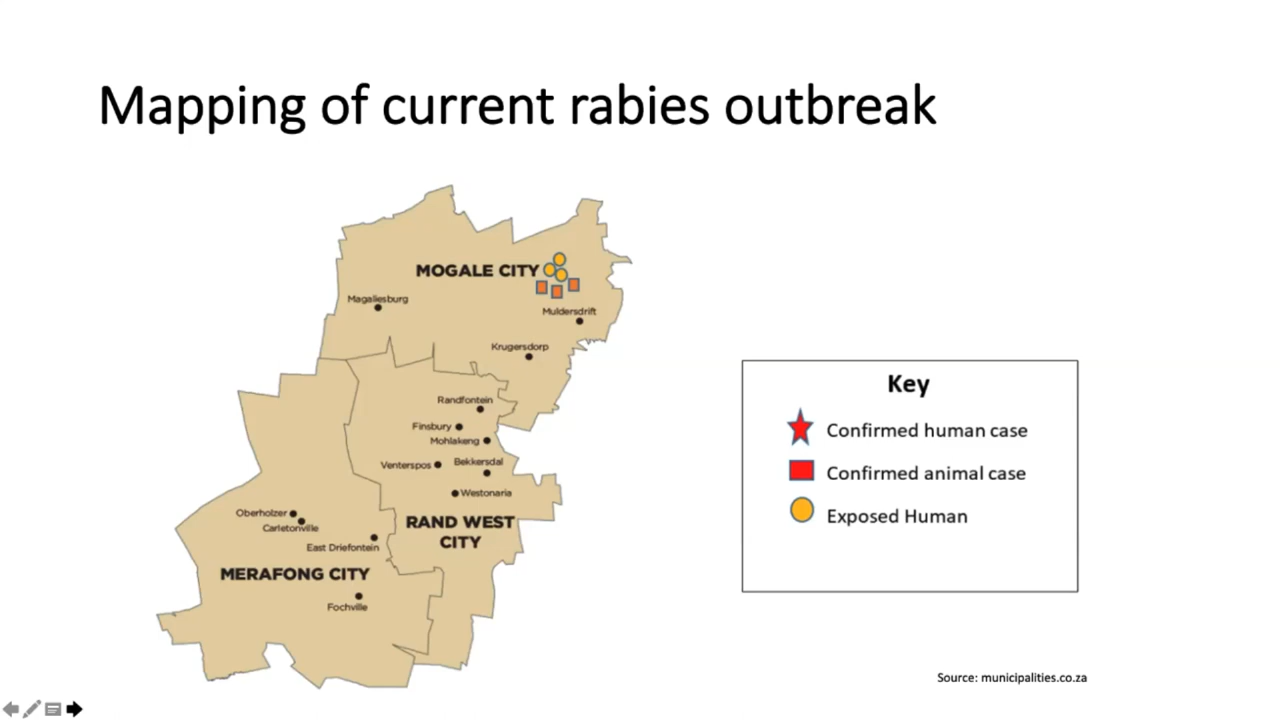 Mapping of current rabies outbreak
MOGALE CITY
Magaliesburg
Muldersdrift
Krugersdorp
Randfontein
Finsbury
Mohlakeng
Venterspos
Bekkersdal
Westonaria
Oberholzer
Carletonville
RAND WEST
CITY
East Driefontein
MERAFONG CITY
Fochville
Key
Confirmed human case
Confirmed animal case
Exposed Human
Source: municipalities.co.za